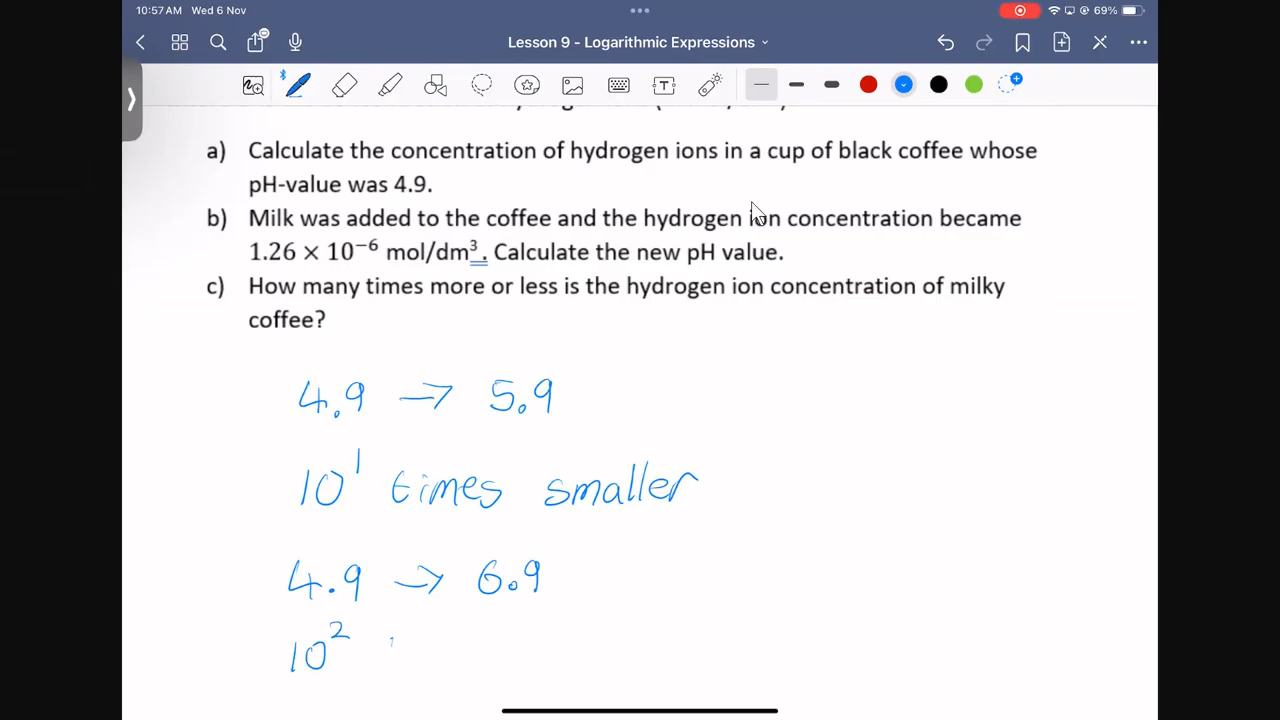 10:57 AM Wed 6 Nov
69%
Lesson 9 - Logarithmic Expressions
T
a) Calculate the concentration of hydrogen ions in a cup of black coffee whose
pH-value was 4.9.
b) Milk was added to the coffee and the hydrogen ion concentration became
1.26 × 10⁻⁶ mol/dm³. Calculate the new pH value.
c) How many times more or less is the hydrogen ion concentration of milky
coffee?
4.9 → 5.9
10¹ times smaller
4.9 → 6.9
10²